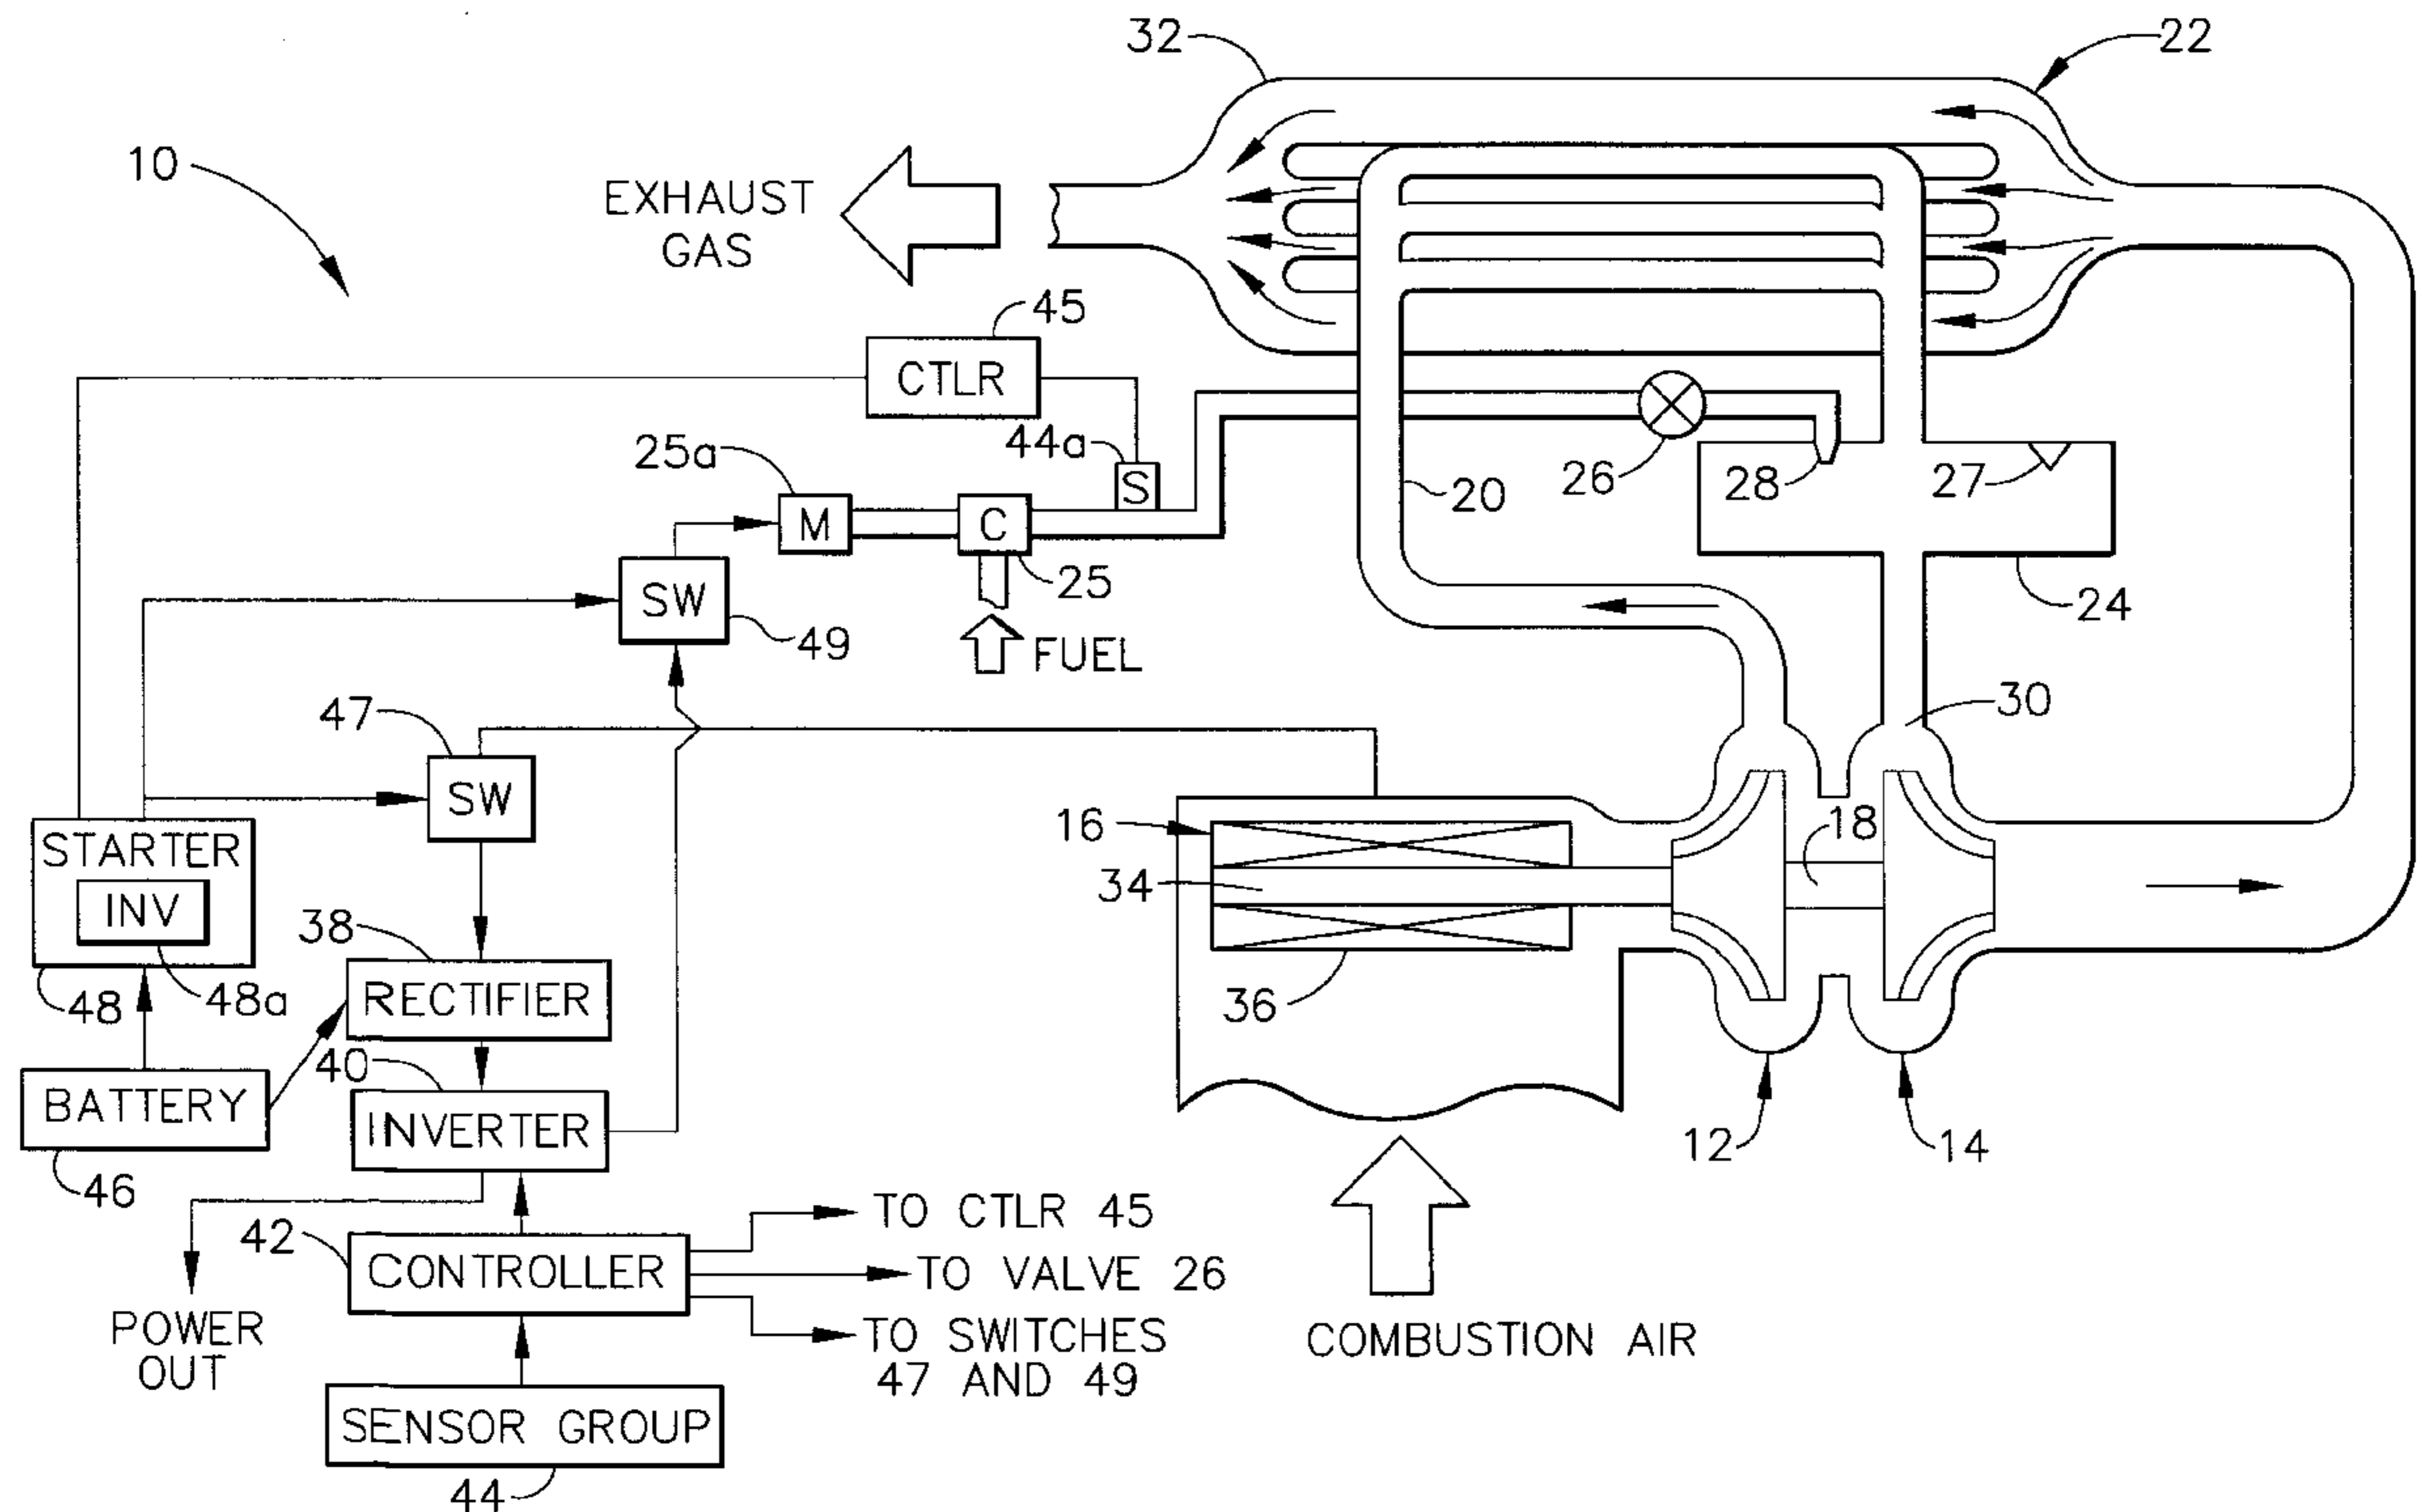 32
22
10
EXHAUST
GAS
45
CTLR
44a
25a
S
26
28
27
20
M
C
25
24
SW
49
FUEL
47
30
SW
16
18
STARTER
INV
34
38
48
48a
RECTIFIER
36
40
BATTERY
INVERTER
12
14
46
TO CTLR 45
42
CONTROLLER
TO VALVE 26
POWER
OUT
TO SWITCHES
47 AND 49
COMBUSTION AIR
SENSOR GROUP
44